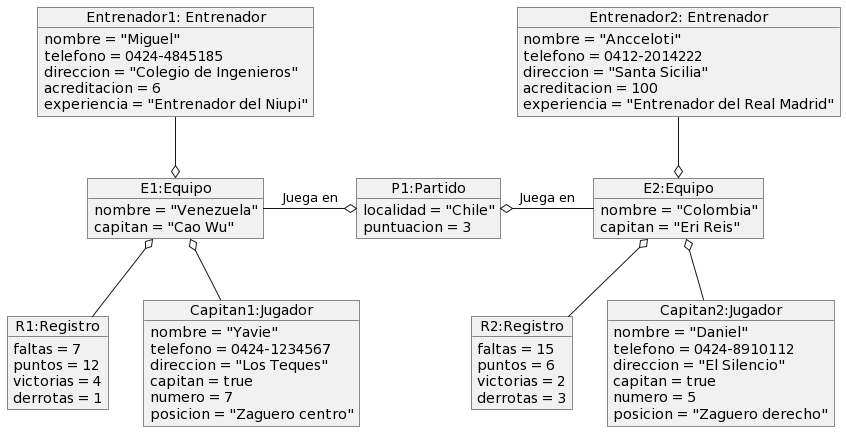 Entrenador1: Entrenador
nombre = "Miguel"
telefono = 0424-4845185
direccion = "Colegio de Ingenieros"
acreditacion = 6
experiencia = "Entrenador del Niupi"
Entrenador2: Entrenador
nombre = "Ancceloti"
telefono = 0412-2014222
direccion = "Santa Sicilia"
acreditacion = 100
experiencia = "Entrenador del Real Madrid"
E1:Equipo
nombre = "Venezuela"
capitan = "Cao Wu"
Juega en
P1:Partido
localidad = "Chile"
puntuacion = 3
Juega en
E2:Equipo
nombre = "Colombia"
capitan = "Eri Reis"
R1:Registro
faltas = 7
puntos = 12
victorias = 4
derrotas = 1
Capitan1:Jugador
nombre = "Yavie"
telefono = 0424-1234567
direccion = "Los Teques"
capitan = true
numero = 7
posicion = "Zaguero centro"
R2:Registro
faltas = 15
puntos = 6
victorias = 2
derrotas = 3
Capitan2:Jugador
nombre = "Daniel"
telefono = 0424-8910112
direccion = "El Silencio"
capitan = true
numero = 5
posicion = "Zaguero derecho"